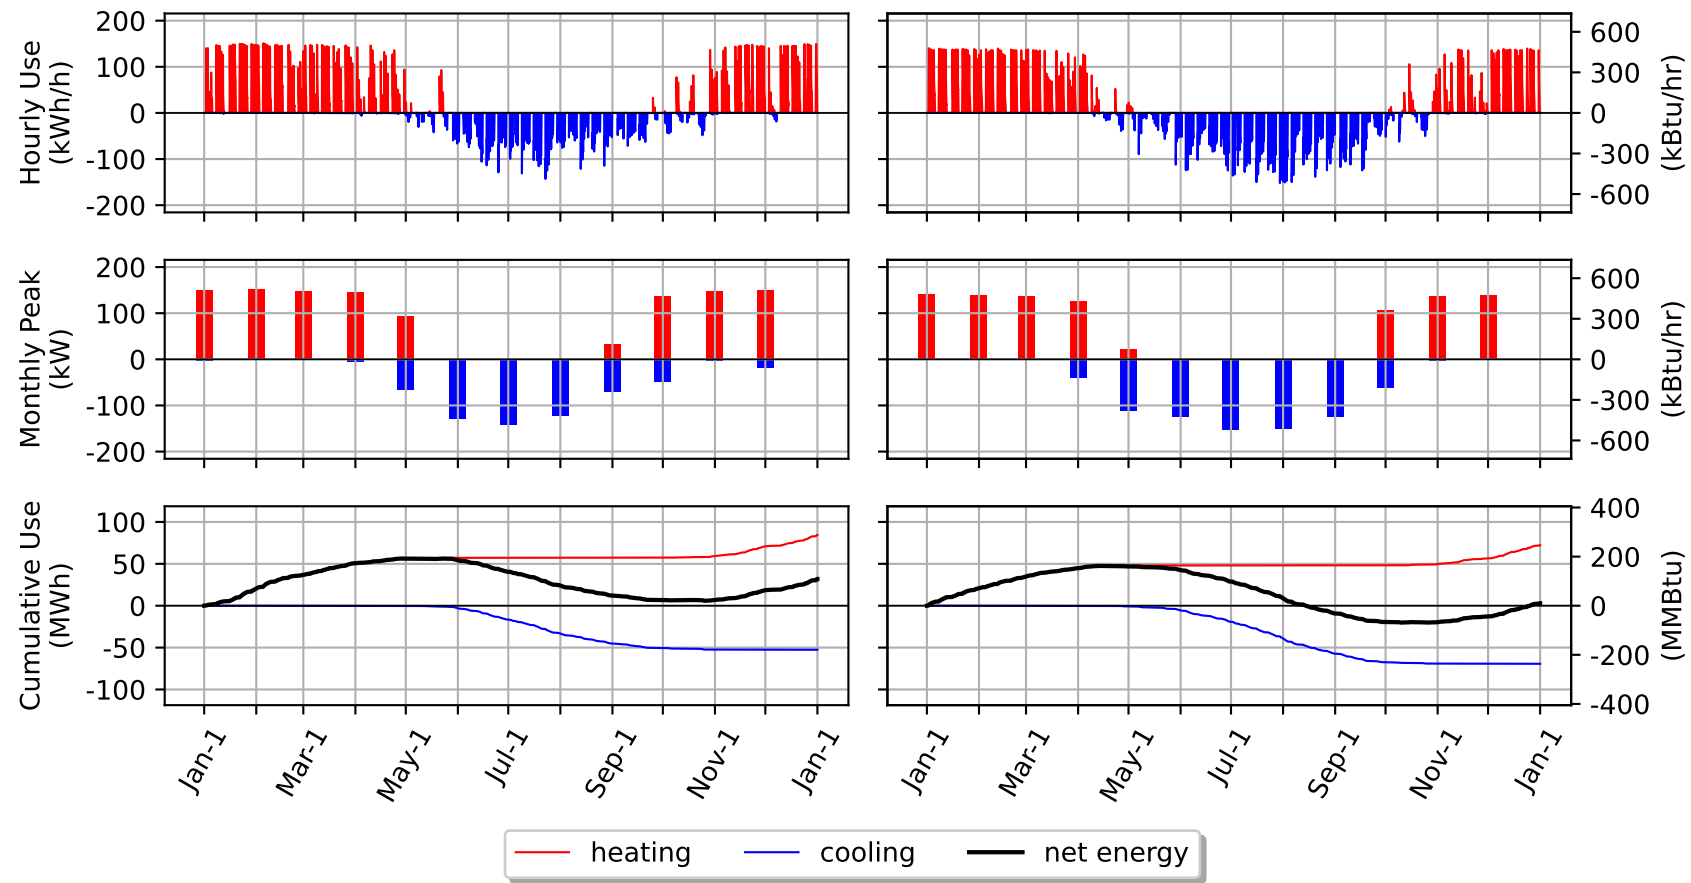 Hourly Use
(kWh/h)
200
100
0
-100
-200
600
300
0
-300
-600
(kBtu/hr)
Monthly Peak
(kW)
200
100
0
-100
-200
600
300
0
-300
-600
(kBtu/hr)
Cumulative Use
(MWh)
100
50
0
-50
-100
400
200
0
-200
-400
(MMBtu)
Jan-1 Mar-1 May-1 Jul-1 Sep-1 Nov-1 Jan-1
Jan-1 Mar-1 May-1 Jul-1 Sep-1 Nov-1 Jan-1
heating cooling net energy